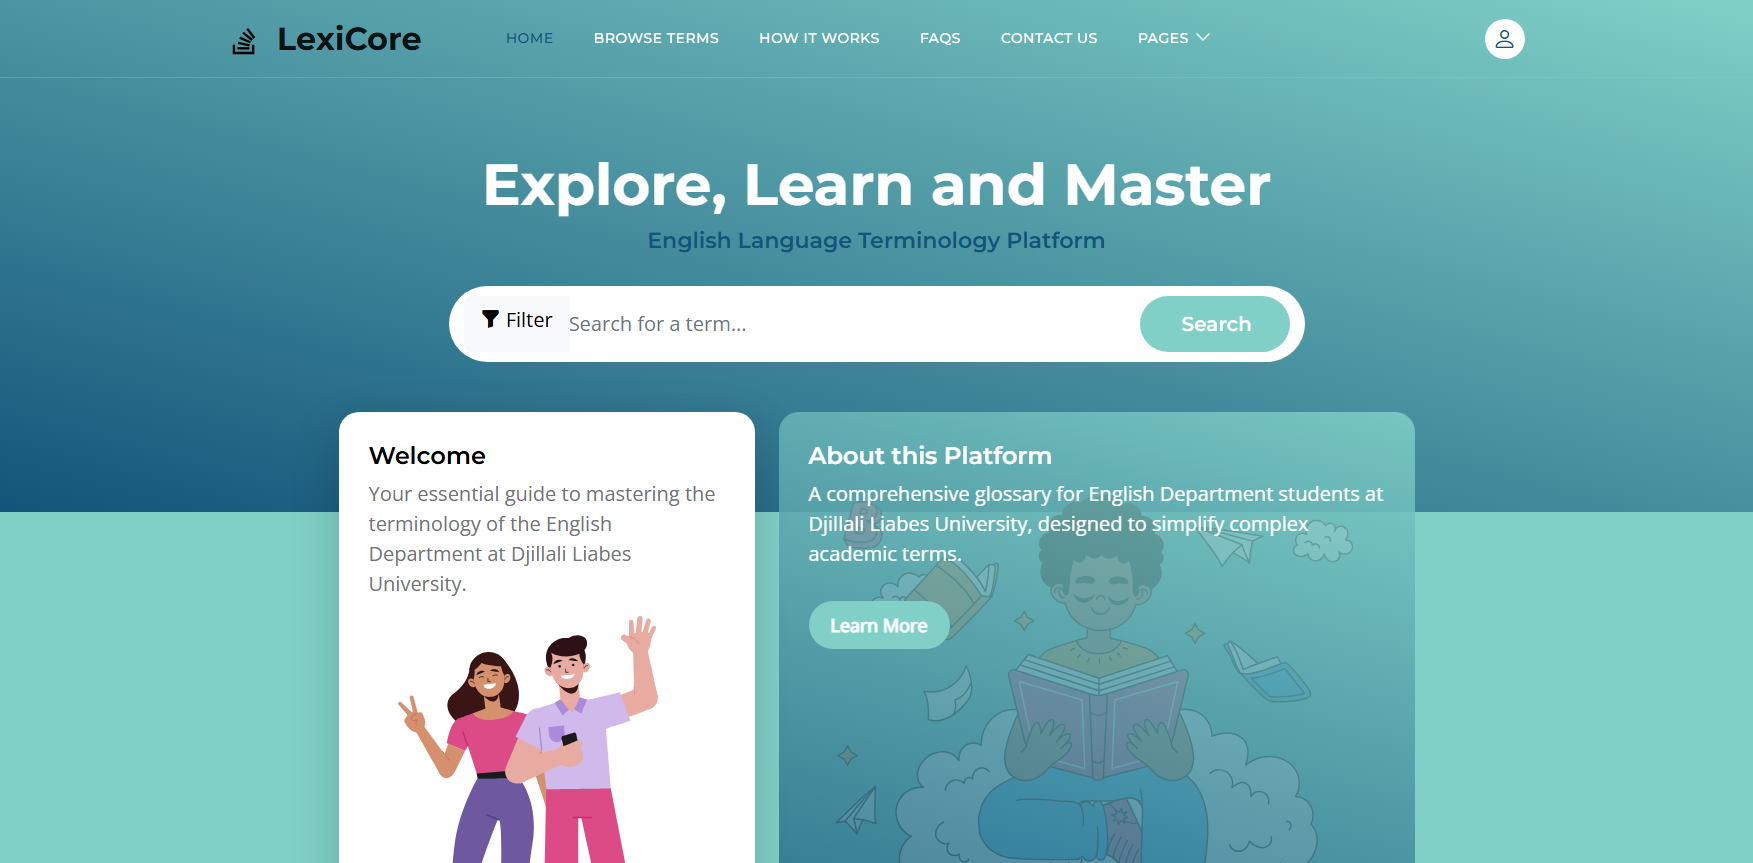 LexiCore
HOME
BROWSE TERMS
HOW IT WORKS
FAQS
CONTACT US
PAGES
Explore, Learn and Master
English Language Terminology Platform
Filter
Search for a term...
Search
Welcome
Your essential guide to mastering the
terminology of the English
Department at Djillali Liabes
University.
About this Platform
A comprehensive glossary for English Department students at
Djillali Liabes University, designed to simplify complex
academic terms.
Learn More